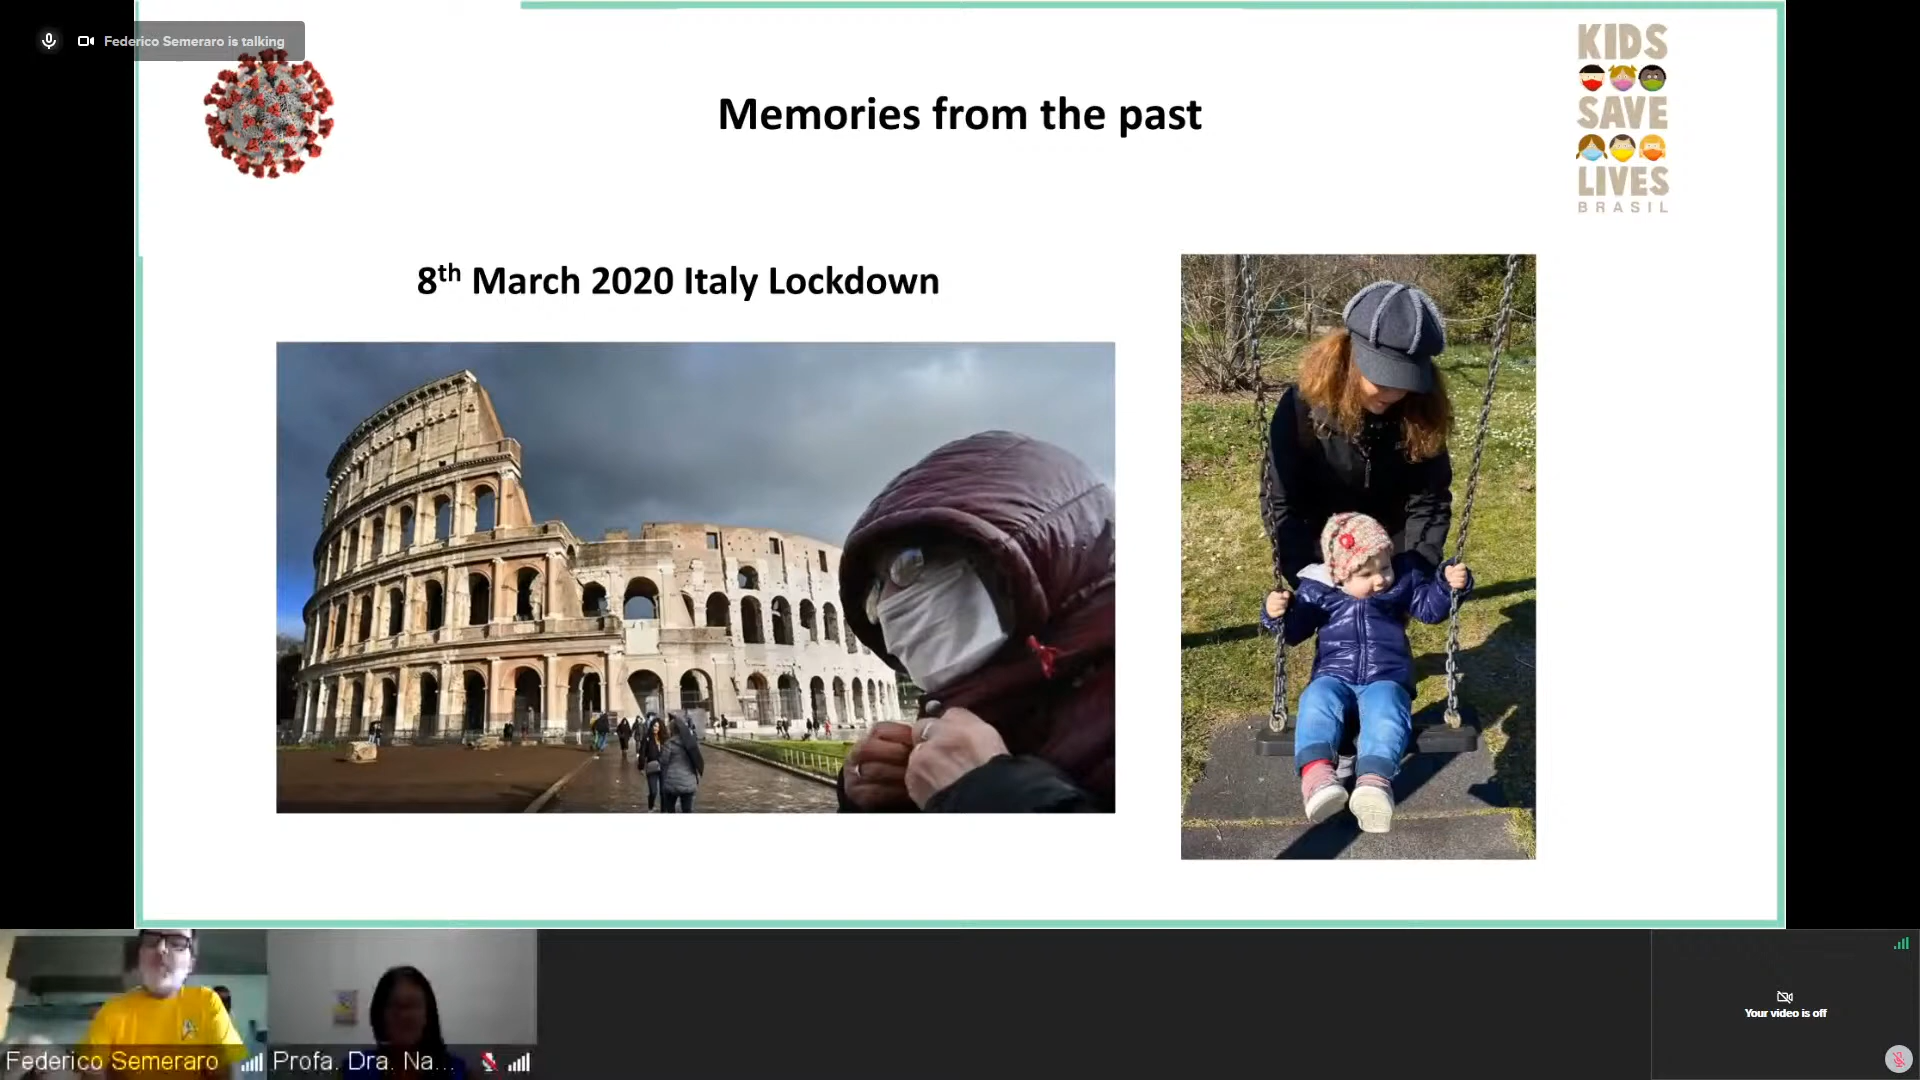 Federico Semeraro is talking
KIDS
SAVE
LIVES
BRASIL
Memories from the past
8th March 2020 Italy Lockdown
Your video is off
Federico Semeraro
Profa. Dra. Na...